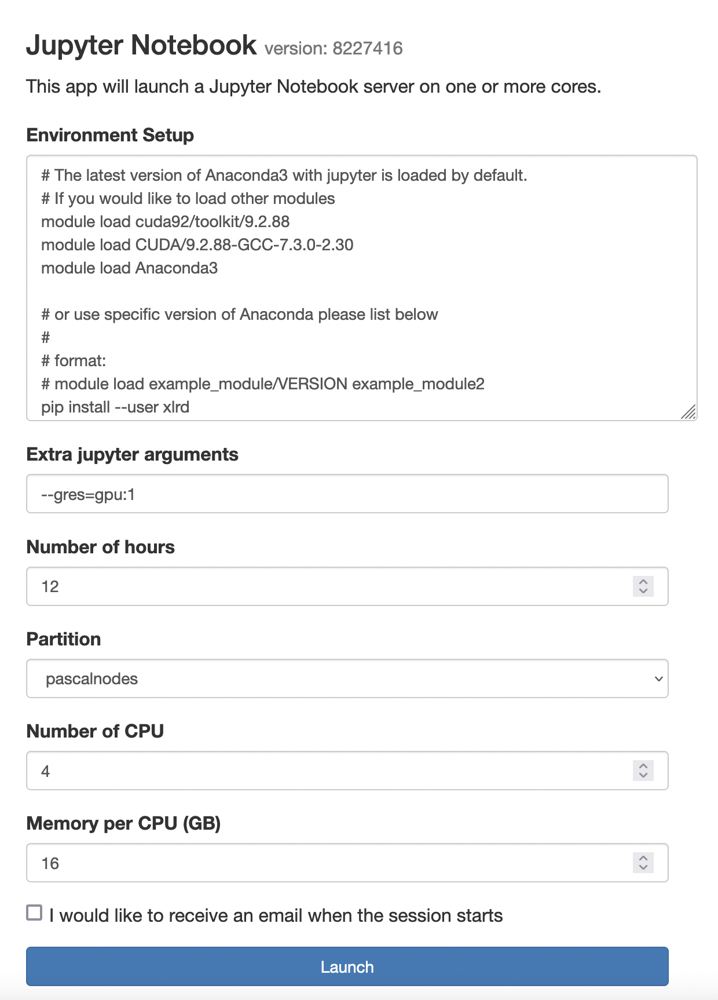 Jupyter Notebook version: 8227416
This app will launch a Jupyter Notebook server on one or more cores.
Environment Setup
# The latest version of Anaconda3 with jupyter is loaded by default.
# If you would like to load other modules
module load cuda92/toolkit/9.2.88
module load CUDA/9.2.88-GCC-7.3.0-2.30
module load Anaconda3
# or use specific version of Anaconda please list below
#
# format:
# module load example_module/VERSION example_module2
pip install --user xlrd
Extra jupyter arguments
--gres=gpu:1
Number of hours
12
Partition
pascalnodes
Number of CPU
4
Memory per CPU (GB)
16
I would like to receive an email when the session starts
Launch